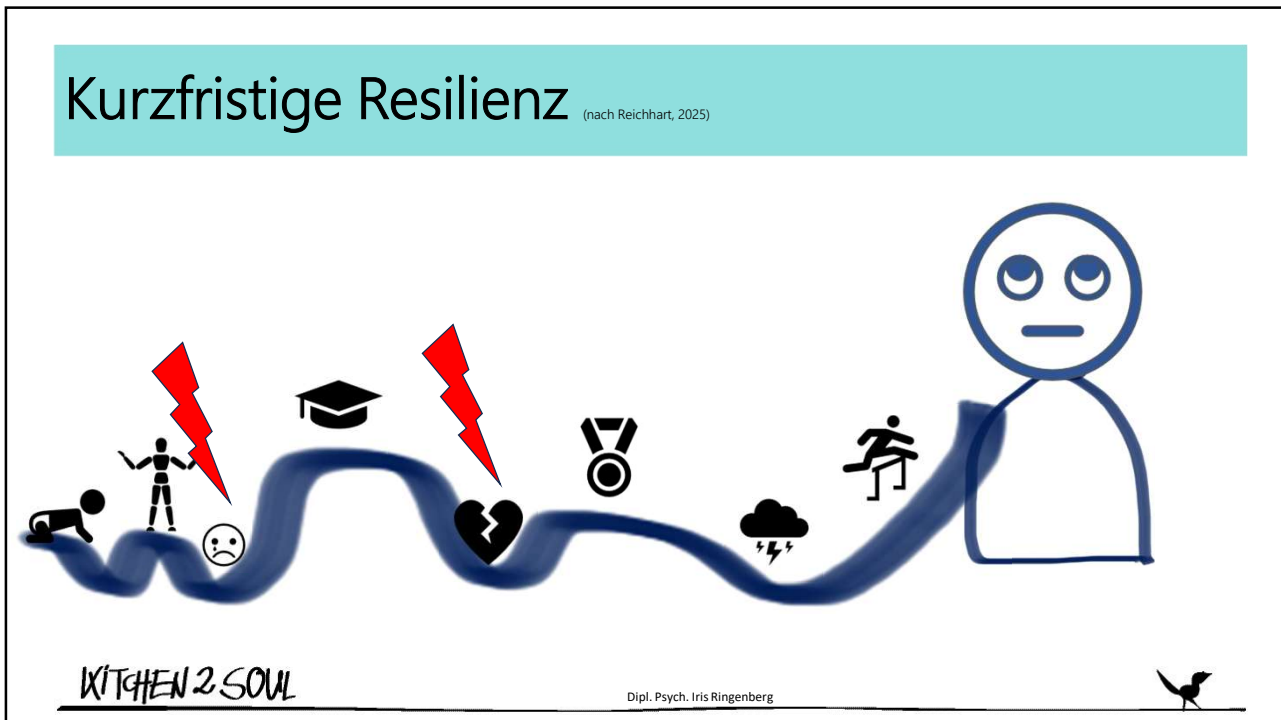 Kurzfristige Resilienz (nach Reichhart, 2025)
KITCHEN 2 SOUL
Dipl. Psych. Iris Ringenberg